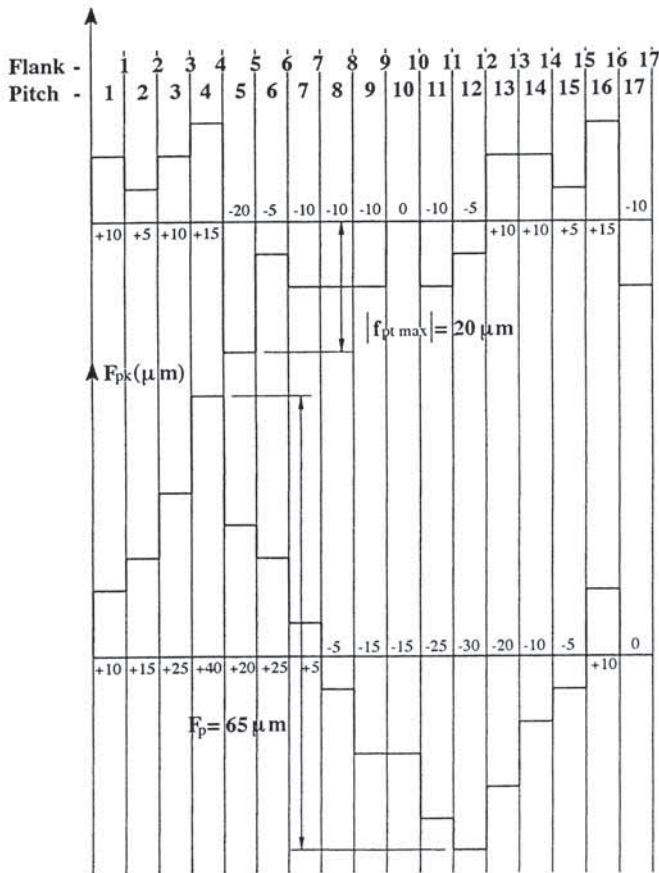 Flank - 1 2 3 4 5 6 7 8 9 10 11 12 13 14 15 16 17
Pitch - 1 2 3 4 5 6 7 8 9 10 11 12 13 14 15 16 17
-20 -5 -10 -10 -10 0 -10 -5 -10
+10 +5 +10 +15 +10 +10 +5 +15
|fpt max| = 20 μm
Fpk(μm)
-5 -15 -15 -25 -30 -20 -10 -5 0
+10 +15 +25 +40 +20 +25 +5 +10
Fp= 65 μm